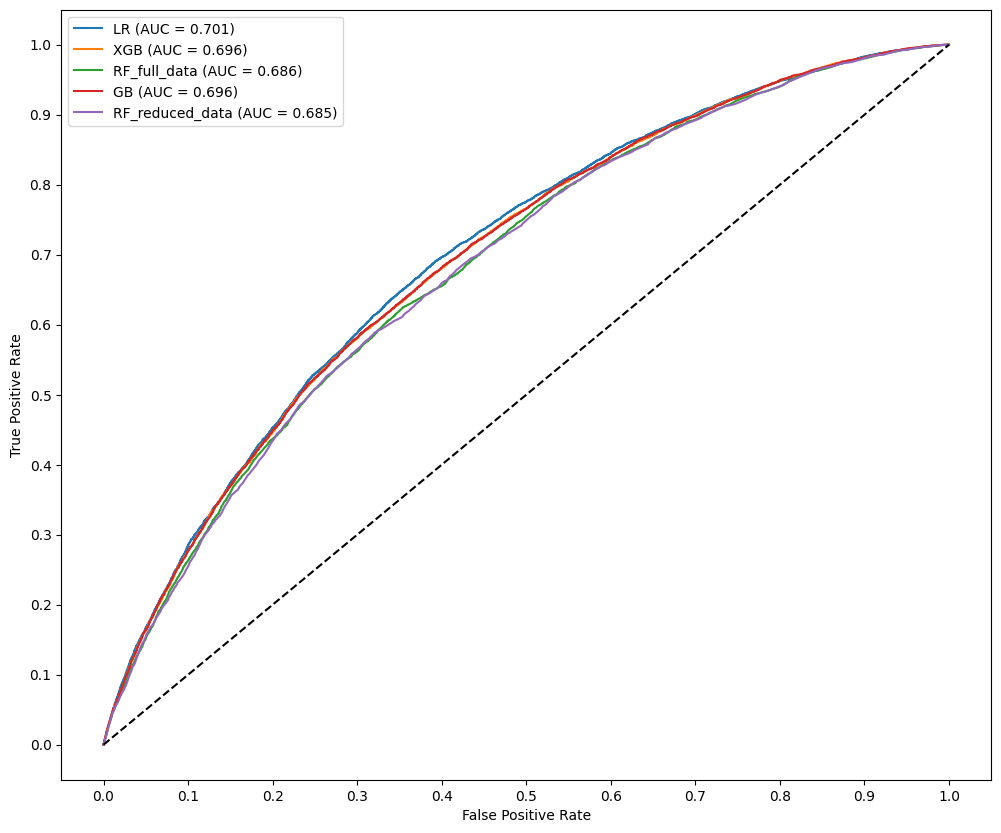 LR (AUC = 0.701)
XGB (AUC = 0.696)
RF_full_data (AUC = 0.686)
GB (AUC = 0.696)
RF_reduced_data (AUC = 0.685)
1.0
0.9
0.8
0.7
0.6
0.5
0.4
0.3
0.2
0.1
0.0
True Positive Rate
0.0 0.1 0.2 0.3 0.4 0.5 0.6 0.7 0.8 0.9 1.0
False Positive Rate